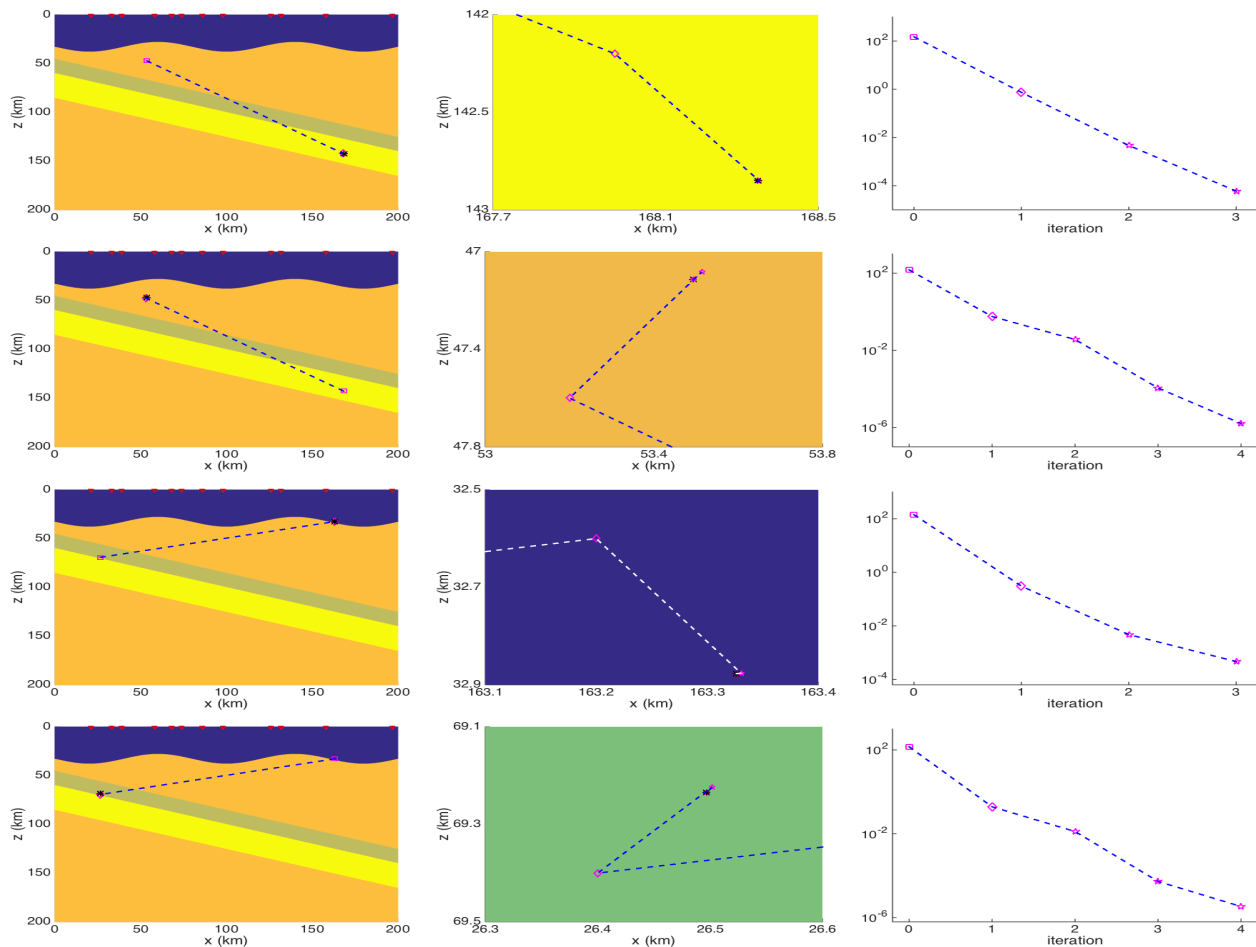 0
50
100
150
200
z (km)
0 50 100 150 200
x (km)
142
142.5
143
z (km)
167.7 168.1 168.5
x (km)
10^2
10^0
10^-2
10^-4
0 1 2 3
iteration
0
50
100
150
200
z (km)
0 50 100 150 200
x (km)
47
47.4
47.8
z (km)
53 53.4 53.8
x (km)
10^2
10^-2
10^-6
0 1 2 3 4
iteration
0
50
100
150
200
z (km)
0 50 100 150 200
x (km)
32.5
32.7
32.9
z (km)
163.1 163.2 163.3 163.4
x (km)
10^2
10^0
10^-2
10^-4
0 1 2 3
iteration
0
50
100
150
200
z (km)
0 50 100 150 200
x (km)
69.1
69.3
69.5
z (km)
26.3 26.4 26.5 26.6
x (km)
10^2
10^-2
10^-6
0 1 2 3 4
iteration